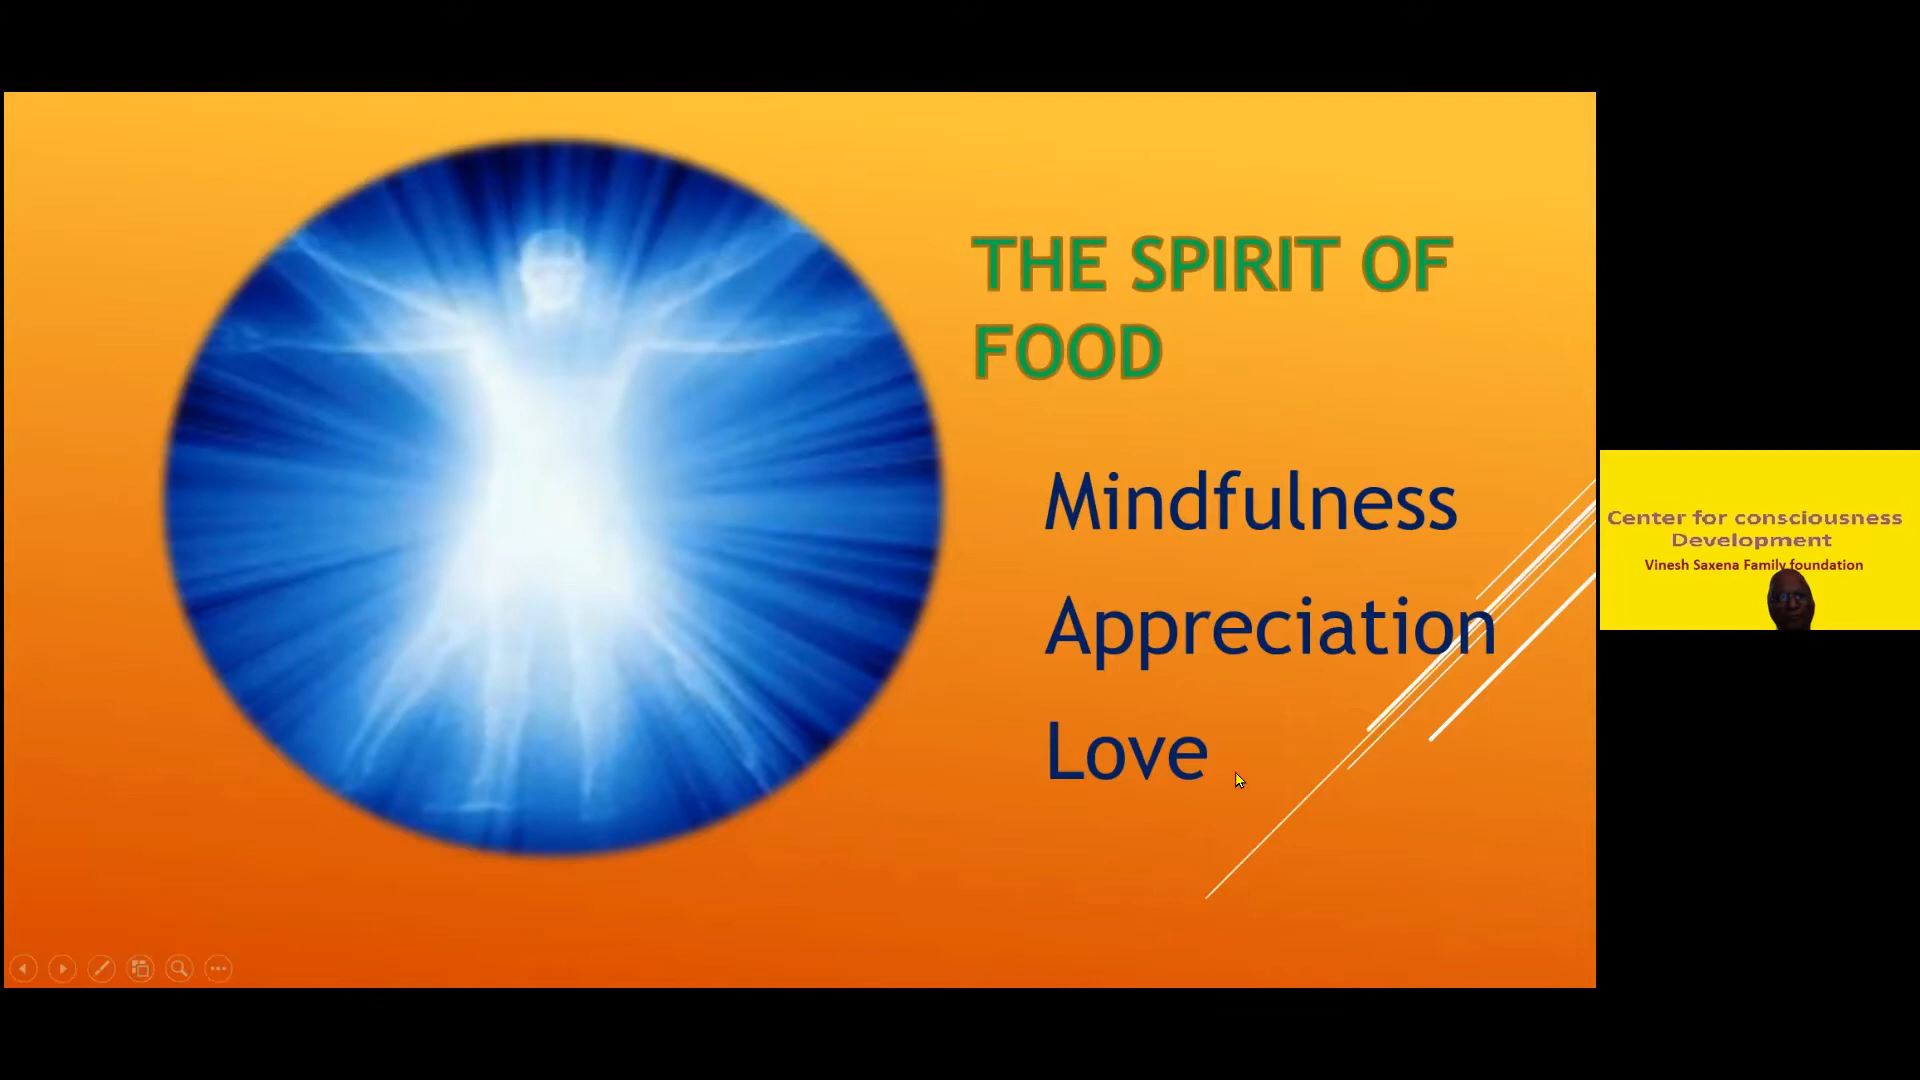 THE SPIRIT OF
FOOD
Mindfulness
Appreciation
Love
Center for consciousness
Development
Vinesh Saxena Family foundation